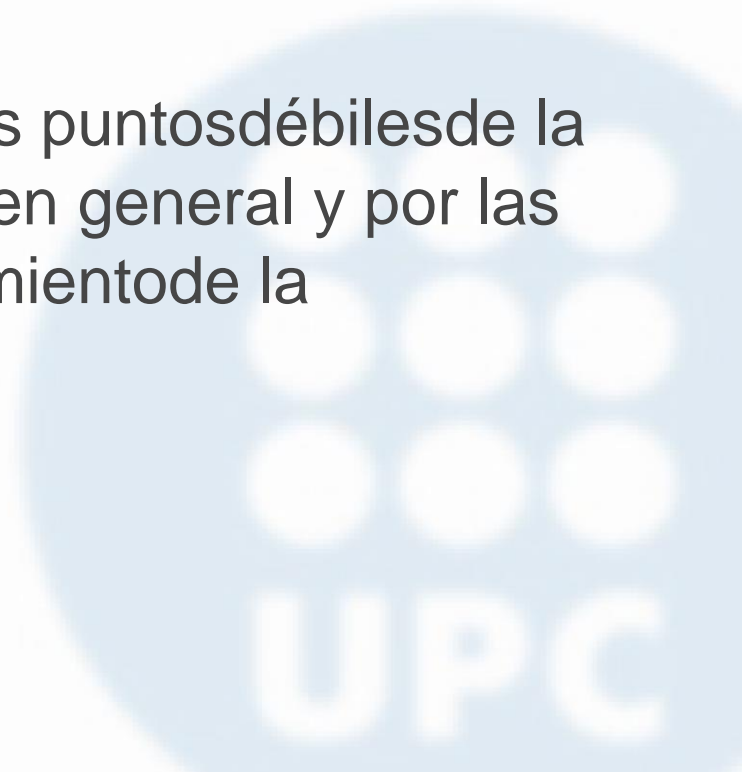 s puntosdébilesde la
en general y por las
mientode la
UPC